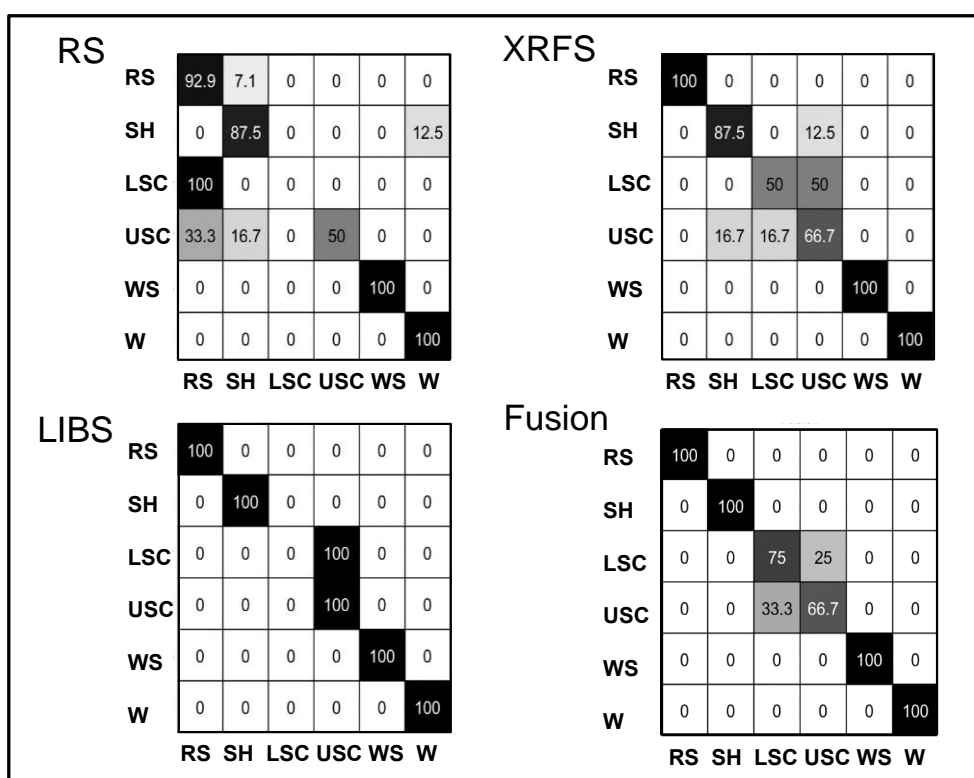 RS
RS 92.9 7.1 0 0 0 0
SH 0 87.5 0 0 0 12.5
LSC 100 0 0 0 0 0
USC 33.3 16.7 0 50 0 0
WS 0 0 0 0 100 0
W 0 0 0 0 0 100
RS SH LSC USC WS W
XRFS
RS 100 0 0 0 0 0
SH 0 87.5 0 12.5 0 0
LSC 0 0 50 50 0 0
USC 0 16.7 16.7 66.7 0 0
WS 0 0 0 0 100 0
W 0 0 0 0 0 100
RS SH LSC USC WS W
LIBS
RS 100 0 0 0 0 0
SH 0 100 0 0 0 0
LSC 0 0 0 100 0 0
USC 0 0 0 100 0 0
WS 0 0 0 0 100 0
W 0 0 0 0 0 100
RS SH LSC USC WS W
Fusion
RS 100 0 0 0 0 0
SH 0 100 0 0 0 0
LSC 0 0 75 25 0 0
USC 0 0 33.3 66.7 0 0
WS 0 0 0 0 100 0
W 0 0 0 0 0 100
RS SH LSC USC WS W